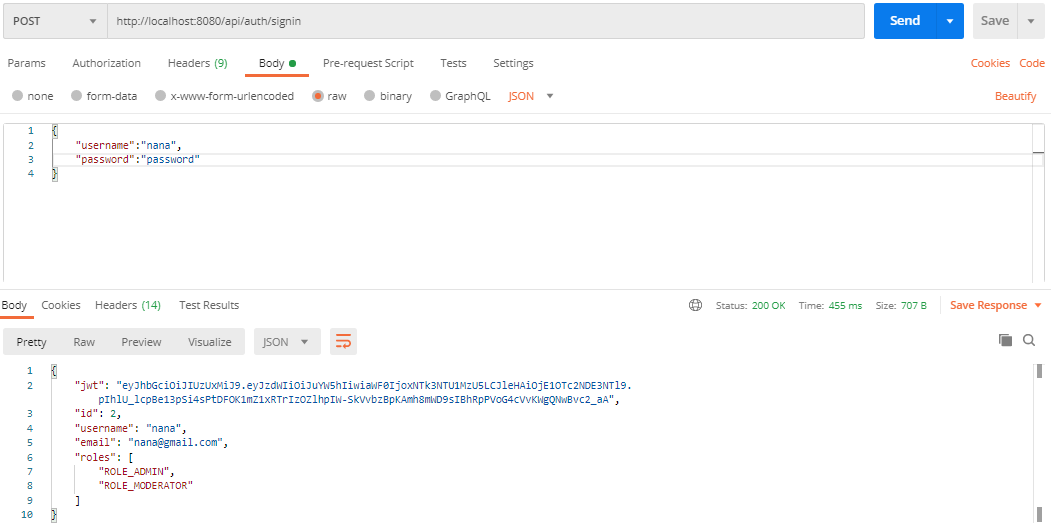 POST http://localhost:8080/api/auth/signin Send Save
Params Authorization Headers (9) Body Pre-request Script Tests Settings Cookies Code
none form-data x-www-form-urlencoded raw binary GraphQL JSON Beautify
1 {
2 "username":"nana",
3 "password":"password"
4 }
Body Cookies Headers (14) Test Results Status: 200 OK Time: 455 ms Size: 707 B Save Response
Pretty Raw Preview Visualize JSON
1 {
2 "jwt": "eyJhbGciOiJIUzUxMiJ9.eyJzdWIiOiJuYW5hIiwiaWF0IjoxNTk3NTU1MzU5LCJleHAiOjE1OTc2NDE3NTl9.
pIhlU_lcpBe13pSi4sPtDFOK1mZ1xRTrIzOZlhpIW-SkVvbzBpKAmh8mWD9sIBhRpPVoG4cVvKWgQNwBvc2_aA",
3 "id": 2,
4 "username": "nana",
5 "email": "nana@gmail.com",
6 "roles": [
7 "ROLE_ADMIN",
8 "ROLE_MODERATOR"
9 ]
10 }